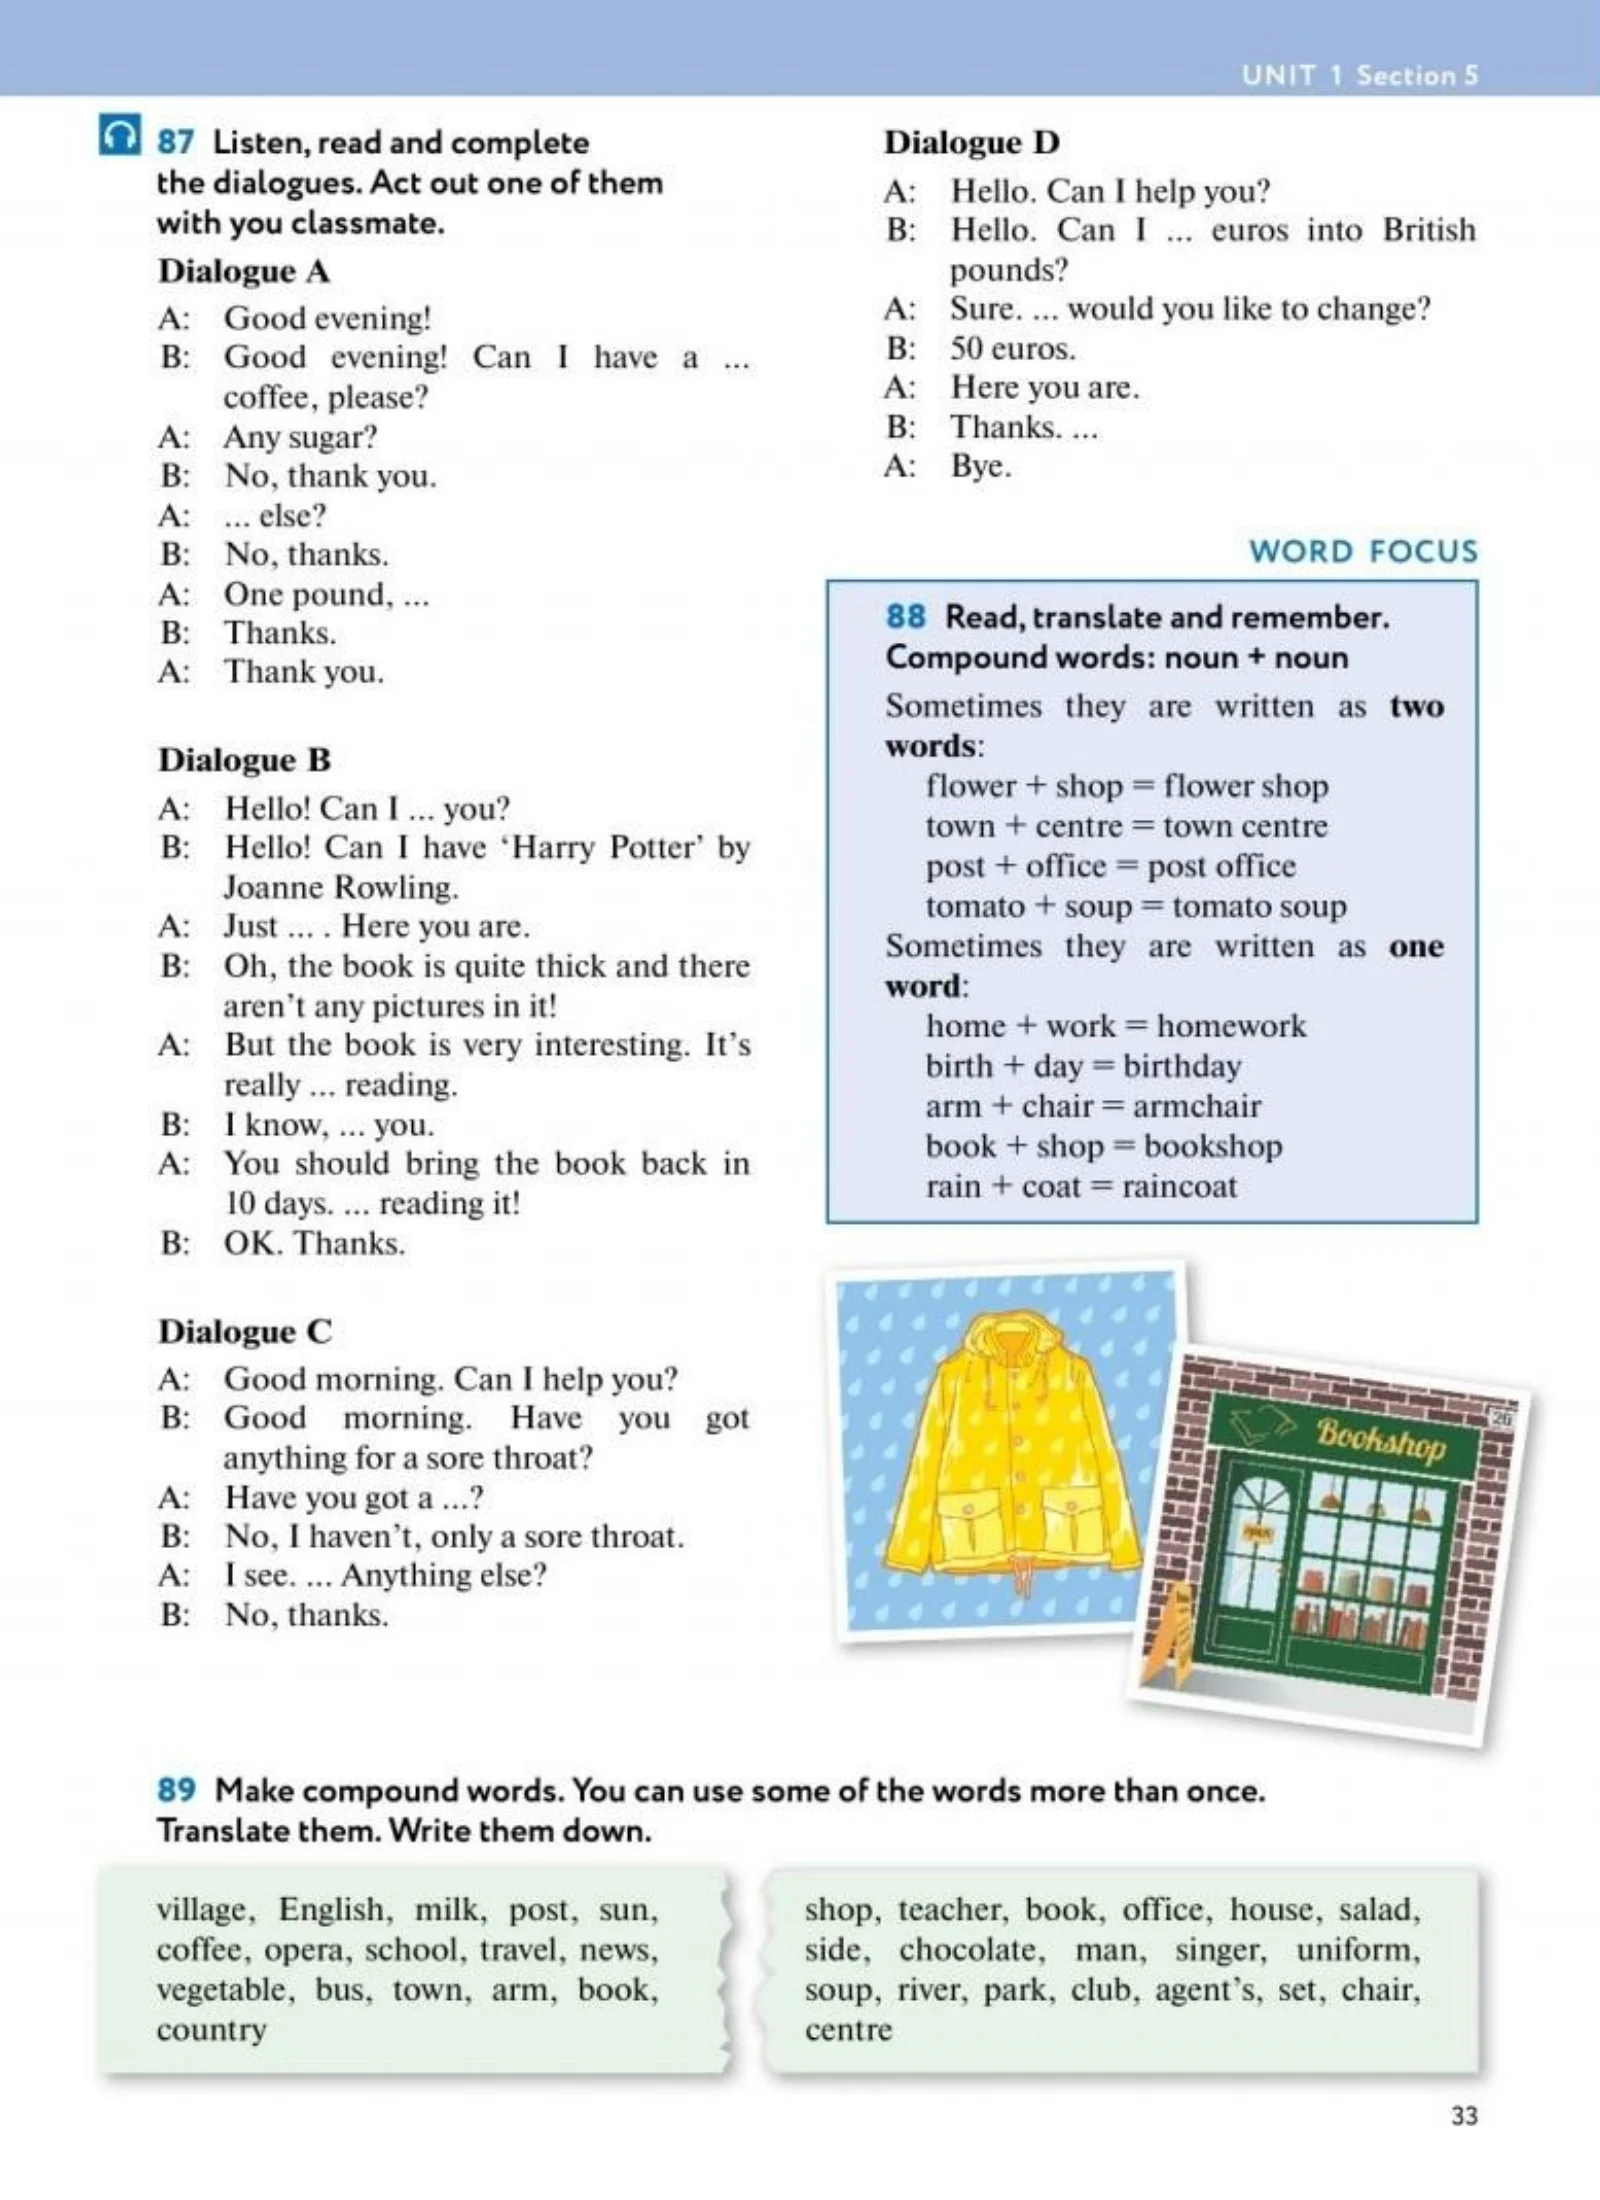 UNIT 1 Section 5
87 Listen, read and complete
the dialogues. Act out one of them
with you classmate.
Dialogue A
A: Good evening!
B: Good evening! Can I have a ...
coffee, please?
A: Any sugar?
B: No, thank you.
A: ... else?
B: No, thanks.
A: One pound, ...
B: Thanks.
A: Thank you.
Dialogue B
A: Hello! Can I ... you?
B: Hello! Can I have ‘Harry Potter’ by
Joanne Rowling.
A: Just ... . Here you are.
B: Oh, the book is quite thick and there
aren’t any pictures in it!
A: But the book is very interesting. It’s
really ... reading.
B: I know, ... you.
A: You should bring the book back in
10 days. ... reading it!
B: OK. Thanks.
Dialogue C
A: Good morning. Can I help you?
B: Good morning. Have you got
anything for a sore throat?
A: Have you got a ...?
B: No, I haven’t, only a sore throat.
A: I see. ... Anything else?
B: No, thanks.
Dialogue D
A: Hello. Can I help you?
B: Hello. Can I ... euros into British
pounds?
A: Sure. ... would you like to change?
B: 50 euros.
A: Here you are.
B: Thanks. ...
A: Bye.
WORD FOCUS
88 Read, translate and remember.
Compound words: noun + noun
Sometimes they are written as two
words:
flower + shop = flower shop
town + centre = town centre
post + office = post office
tomato + soup = tomato soup
Sometimes they are written as one
word:
home + work = homework
birth + day = birthday
arm + chair = armchair
book + shop = bookshop
rain + coat = raincoat
Bookshop
26
OPEN
89 Make compound words. You can use some of the words more than once.
Translate them. Write them down.
village, English, milk, post, sun,
coffee, opera, school, travel, news,
vegetable, bus, town, arm, book,
country
shop, teacher, book, office, house, salad,
side, chocolate, man, singer, uniform,
soup, river, park, club, agent’s, set, chair,
centre
33